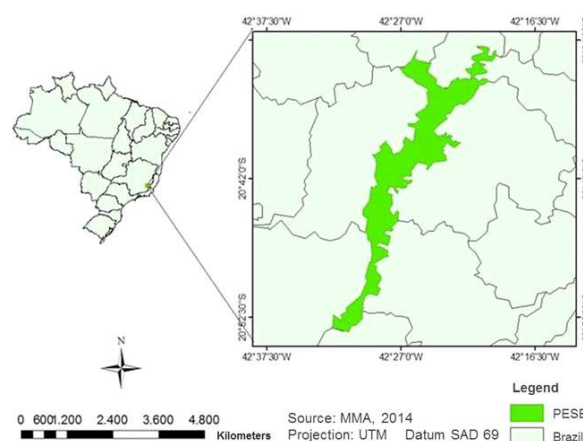 42°37'30"W 42°27'0"W 42°16'30"W
20°42'0"S
20°52'30"S
42°37'30"W 42°27'0"W 42°16'30"W
N
Legend
PESB
Brazil
0 600 1.200 2.400 3.600 4.800
Kilometers
Source: MMA, 2014
Projection: UTM Datum SAD 69